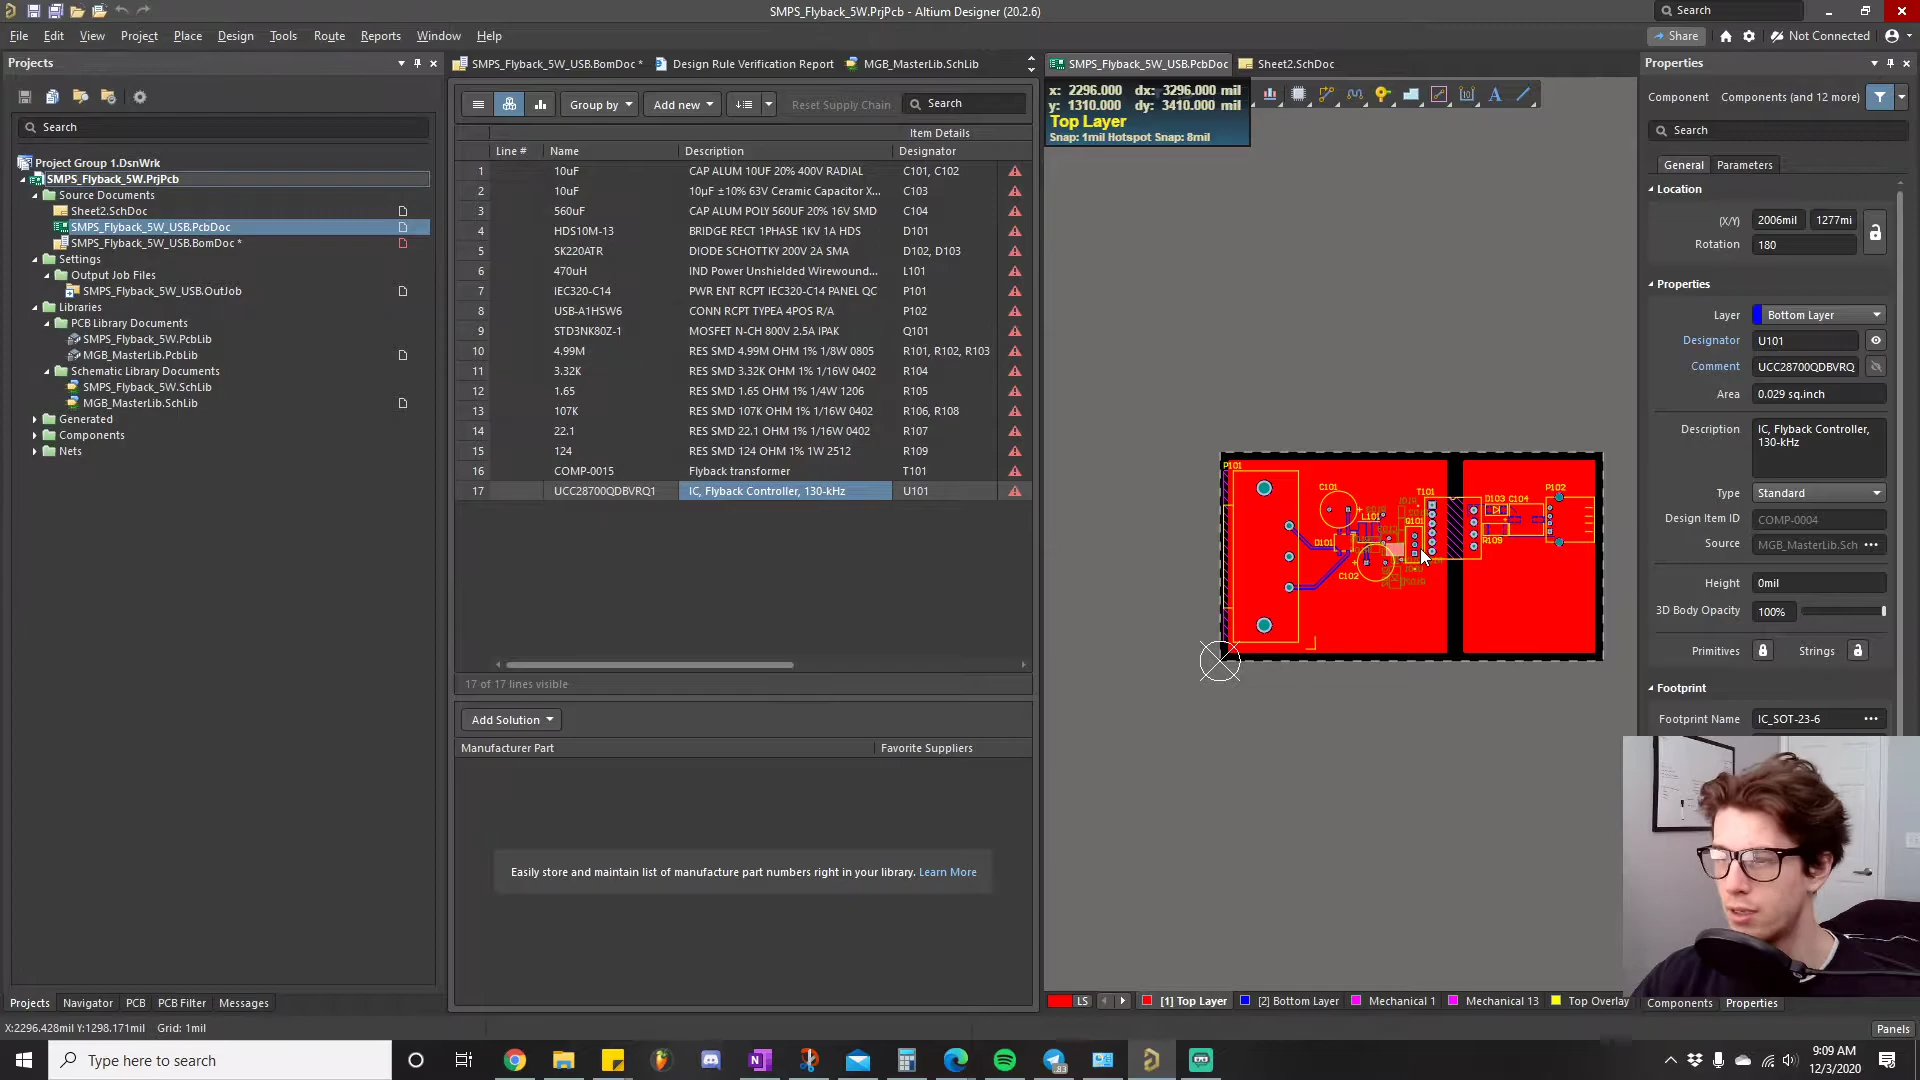 SMPS_Flyback_5W.PrjPcb - Altium Designer (20.2.6)
Search
File Edit View Project Place Design Tools Route Reports Window Help
Share Not Connected
Projects
Search
Project Group 1.DsnWrk
SMPS_Flyback_5W.PrjPcb
Source Documents
Sheet2.SchDoc
SMPS_Flyback_5W_USB.PcbDoc
SMPS_Flyback_5W_USB.BomDoc *
Settings
Output Job Files
SMPS_Flyback_5W_USB.OutJob
Libraries
PCB Library Documents
SMPS_Flyback_5W.PcbLib
MGB_MasterLib.PcbLib
Schematic Library Documents
SMPS_Flyback_5W.SchLib
MGB_MasterLib.SchLib
Generated
Components
Nets
Projects Navigator PCB PCB Filter Messages
X:2296.428mil Y:1298.171mil Grid: 1mil
SMPS_Flyback_5W_USB.BomDoc * Design Rule Verification Report MGB_MasterLib.SchLib
Group by Add new Reset Supply Chain Search
Item Details
Line # Name Description Designator
1 10uF CAP ALUM 10UF 20% 400V RADIAL C101, C102
2 10uF 10µF ±10% 63V Ceramic Capacitor X... C103
3 560uF CAP ALUM POLY 560UF 20% 16V SMD C104
4 HDS10M-13 BRIDGE RECT 1PHASE 1KV 1A HDS D101
5 SK220ATR DIODE SCHOTTKY 200V 2A SMA D102, D103
6 470uH IND Power Unshielded Wirewound... L101
7 IEC320-C14 PWR ENT RCPT IEC320-C14 PANEL QC P101
8 USB-A1HSW6 CONN RCPT TYPEA 4POS R/A P102
9 STD3NK80Z-1 MOSFET N-CH 800V 2.5A IPAK Q101
10 4.99M RES SMD 4.99M OHM 1% 1/8W 0805 R101, R102, R103
11 3.32K RES SMD 3.32K OHM 1% 1/16W 0402 R104
12 1.65 RES SMD 1.65 OHM 1% 1/4W 1206 R105
13 107K RES SMD 107K OHM 1% 1/16W 0402 R106, R108
14 22.1 RES SMD 22.1 OHM 1% 1/16W 0402 R107
15 124 RES SMD 124 OHM 1% 1W 2512 R109
16 COMP-0015 Flyback transformer T101
17 UCC28700QDBVRQ1 IC, Flyback Controller, 130-kHz U101
17 of 17 lines visible
Add Solution
Manufacturer Part Favorite Suppliers
Easily store and maintain list of manufacture part numbers right in your library. Learn More
SMPS_Flyback_5W_USB.PcbDoc Sheet2.SchDoc
x: 2296.000 dx: 3296.000 mil
y: 1310.000 dy: 3410.000 mil
Top Layer
Snap: 1mil Hotspot Snap: 8mil
P101
C101
L101
D101
C102
Q101
T101
D103 C104
R109
P102
LS [1] Top Layer [2] Bottom Layer Mechanical 1 Mechanical 13 Top Overlay
Properties
Component Components (and 12 more)
Search
General Parameters
Location
(X/Y) 2006mil 1277mi
Rotation 180
Properties
Layer Bottom Layer
Designator U101
Comment UCC28700QDBVRQ
Area 0.029 sq.inch
Description IC, Flyback Controller,
130-kHz
Type Standard
Design Item ID COMP-0004
Source MGB_MasterLib.Sch
Height 0mil
3D Body Opacity 100%
Primitives Strings
Footprint
Footprint Name IC_SOT-23-6
Components Properties
Panels
Type here to search
83
9:09 AM
12/3/2020